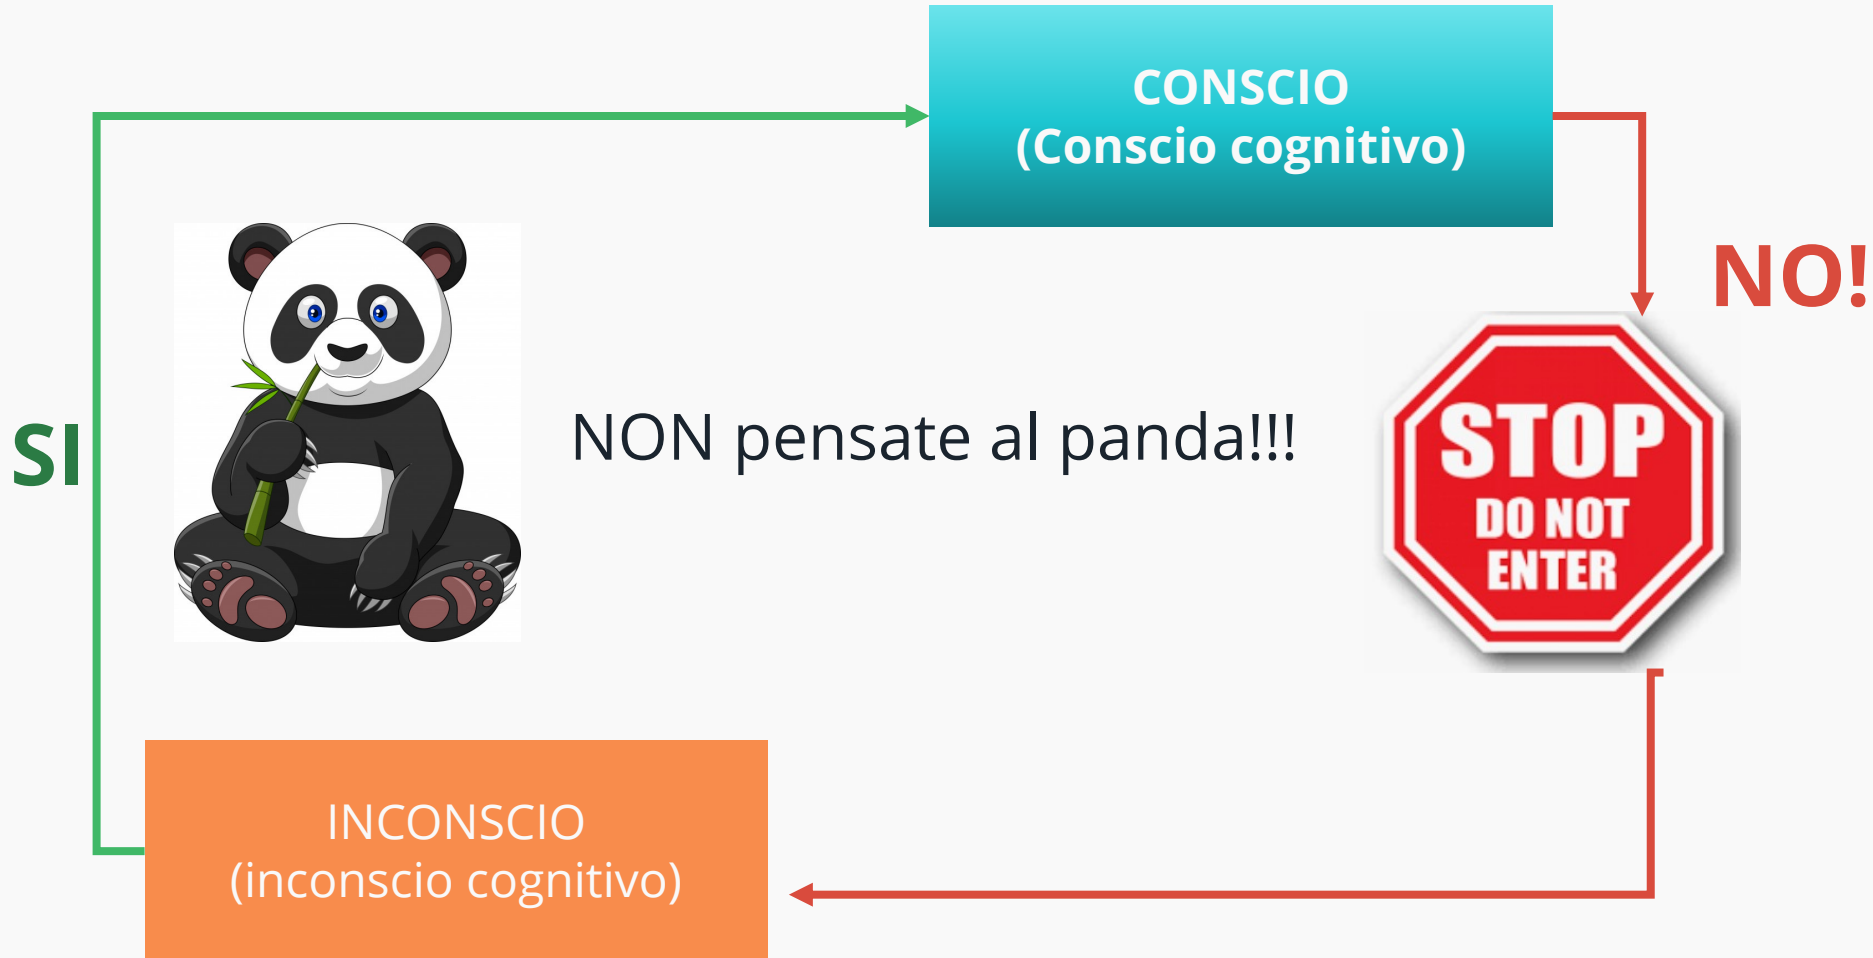 CONSCIO
(Conscio cognitivo)
NO!
SI
NON pensate al panda!!!
STOP
DO NOT
ENTER
INCONSCIO
(inconscio cognitivo)